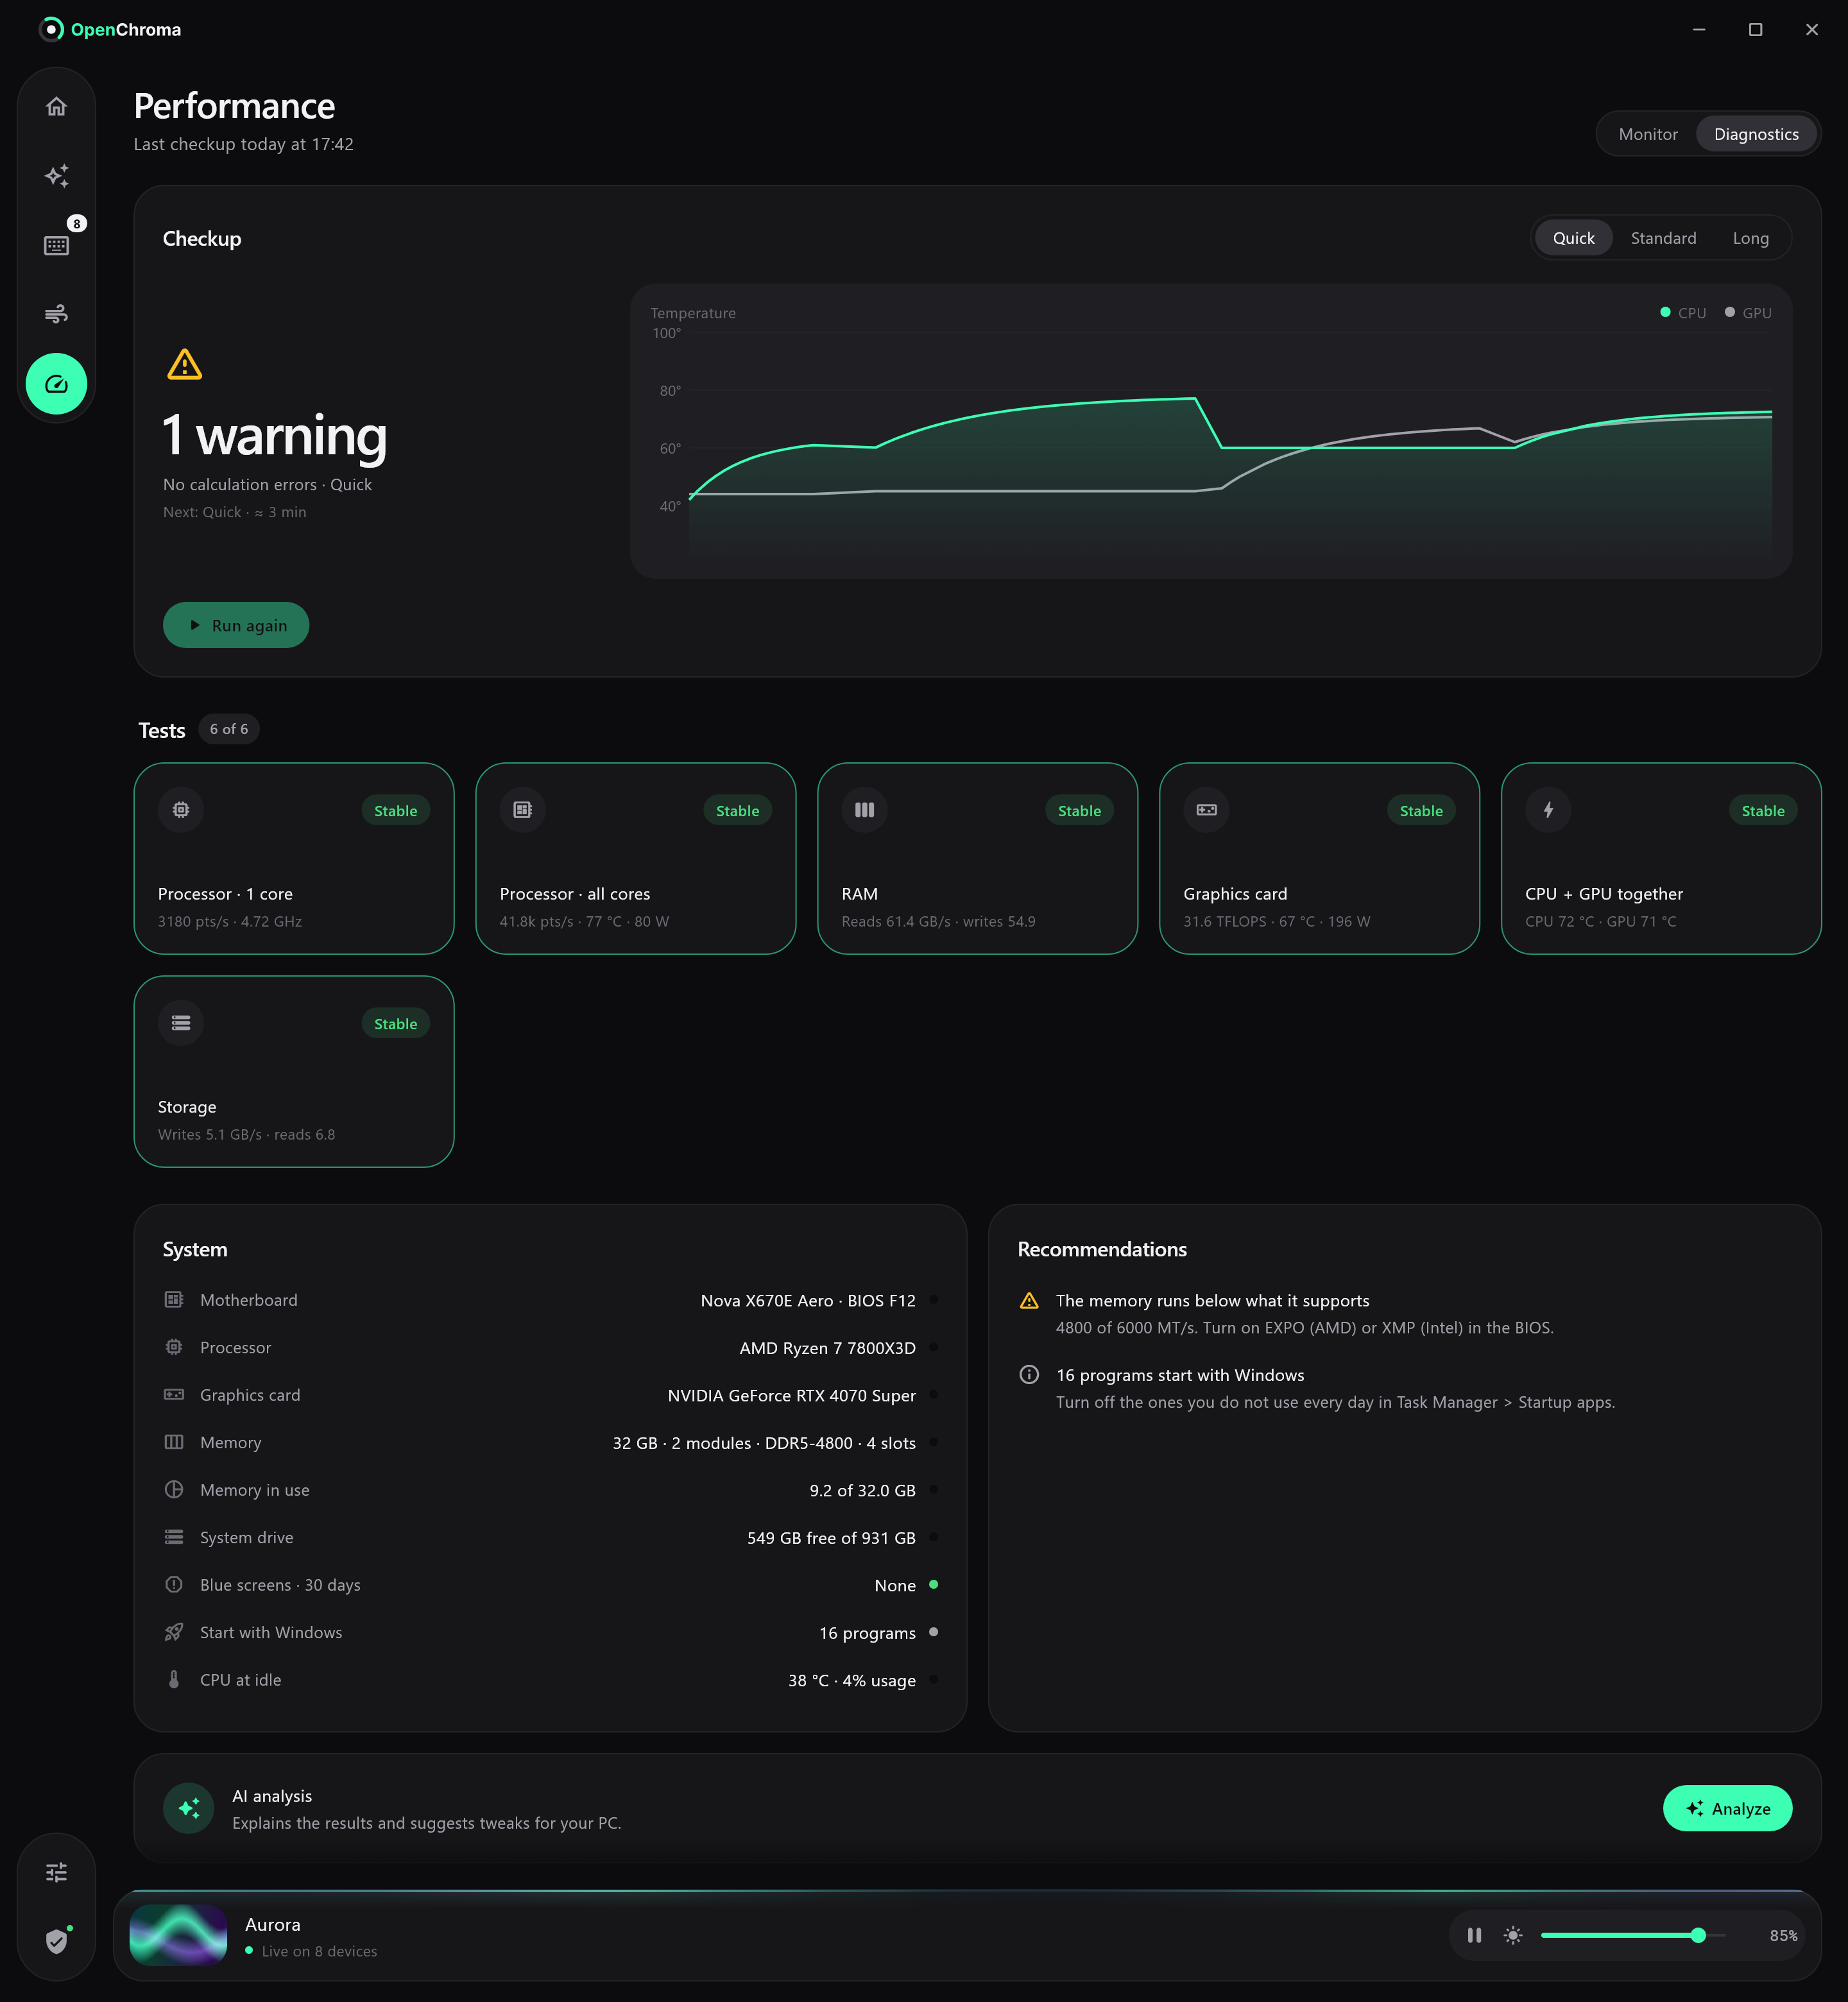 OpenChroma
Performance
Last checkup today at 17:42
Monitor
Diagnostics
8
Checkup
Quick
Standard
Long
1 warning
No calculation errors · Quick
Next: Quick · ≈ 3 min
Run again
Temperature
CPU
GPU
100°
80°
60°
40°
Tests
6 of 6
Stable
Processor · 1 core
3180 pts/s · 4.72 GHz
Stable
Processor · all cores
41.8k pts/s · 77 °C · 80 W
Stable
RAM
Reads 61.4 GB/s · writes 54.9
Stable
Graphics card
31.6 TFLOPS · 67 °C · 196 W
Stable
CPU + GPU together
CPU 72 °C · GPU 71 °C
Stable
Storage
Writes 5.1 GB/s · reads 6.8
System
Motherboard
Nova X670E Aero · BIOS F12
Processor
AMD Ryzen 7 7800X3D
Graphics card
NVIDIA GeForce RTX 4070 Super
Memory
32 GB · 2 modules · DDR5-4800 · 4 slots
Memory in use
9.2 of 32.0 GB
System drive
549 GB free of 931 GB
Blue screens · 30 days
None
Start with Windows
16 programs
CPU at idle
38 °C · 4% usage
Recommendations
The memory runs below what it supports
4800 of 6000 MT/s. Turn on EXPO (AMD) or XMP (Intel) in the BIOS.
16 programs start with Windows
Turn off the ones you do not use every day in Task Manager > Startup apps.
AI analysis
Explains the results and suggests tweaks for your PC.
Analyze
Aurora
Live on 8 devices
85%